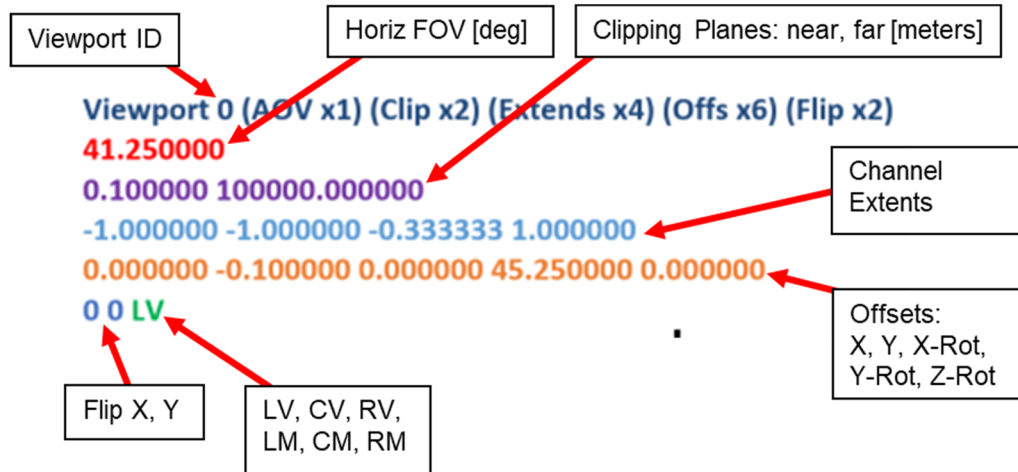 Viewport ID
Horiz FOV [deg]
Clipping Planes: near, far [meters]
Viewport 0 (AOV x1) (Clip x2) (Extends x4) (Offs x6) (Flip x2)
41.250000
0.100000 100000.000000
-1.000000 -1.000000 -0.333333 1.000000
0.000000 -0.100000 0.000000 45.250000 0.000000
0 0 LV
Channel
Extents
Offsets:
X, Y, X-Rot,
Y-Rot, Z-Rot
Flip X, Y
LV, CV, RV,
LM, CM, RM
.